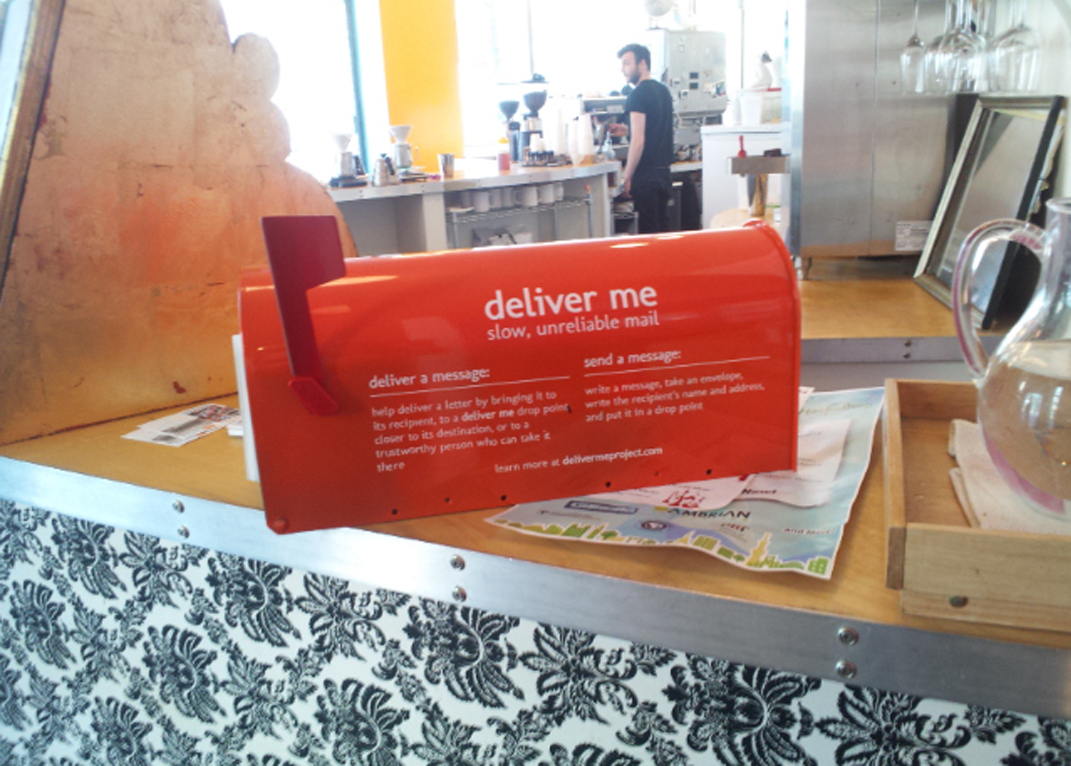 deliver me
slow, unreliable mail
deliver a message:
help deliver a letter by bringing it to
its recipient, to a deliver me drop point
closer to its destination, or to a
trustworthy person who can take it
there
send a message:
write a message, take an envelope,
write the recipient's name and address,
and put it in a drop point
learn more at delivermeproject.com
AMBRIAN